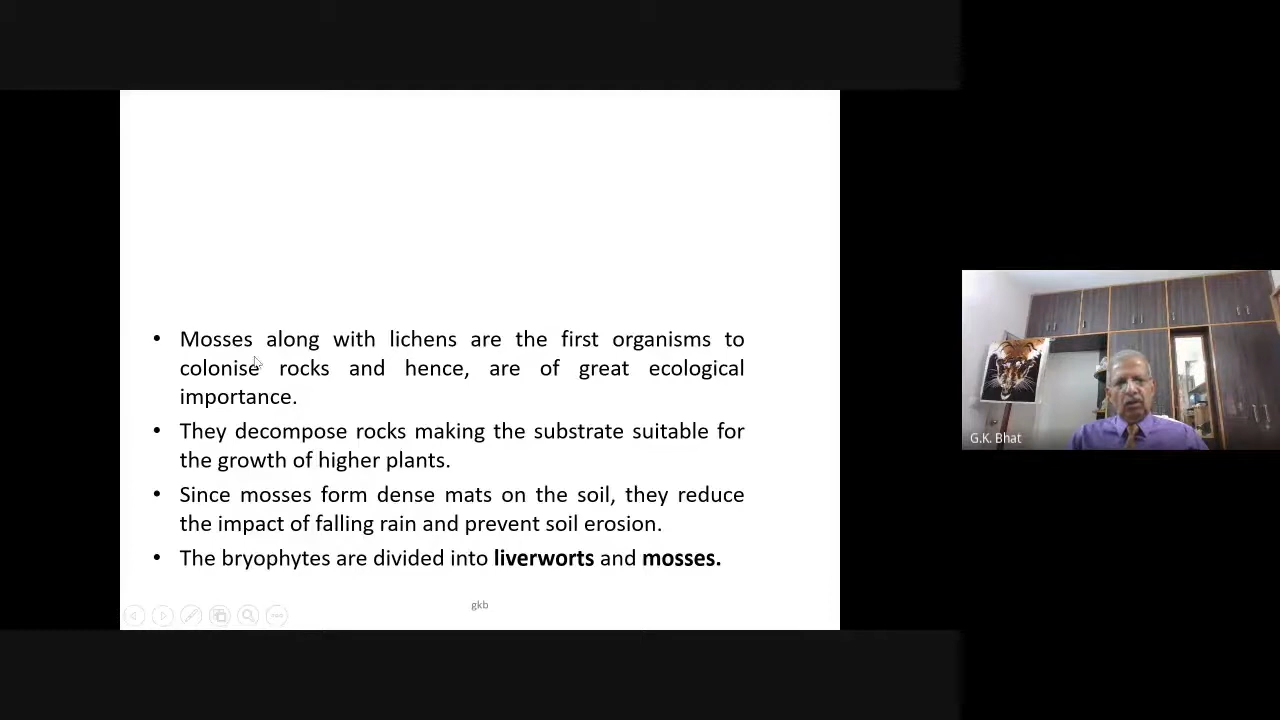 • Mosses along with lichens are the first organisms to
colonise rocks and hence, are of great ecological
importance.
• They decompose rocks making the substrate suitable for
the growth of higher plants.
• Since mosses form dense mats on the soil, they reduce
the impact of falling rain and prevent soil erosion.
• The bryophytes are divided into liverworts and mosses.
gkb
G.K. Bhat